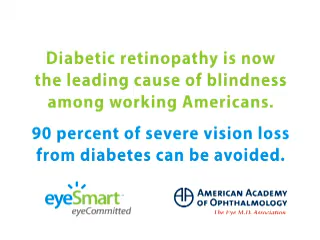 Diabetic retinopathy is now
the leading cause of blindness
among working Americans.
90 percent of severe vision loss
from diabetes can be avoided.
eyeSmart™
eyeCommitted
AMERICAN ACADEMY
OF OPHTHALMOLOGY
The Eye M.D. Association